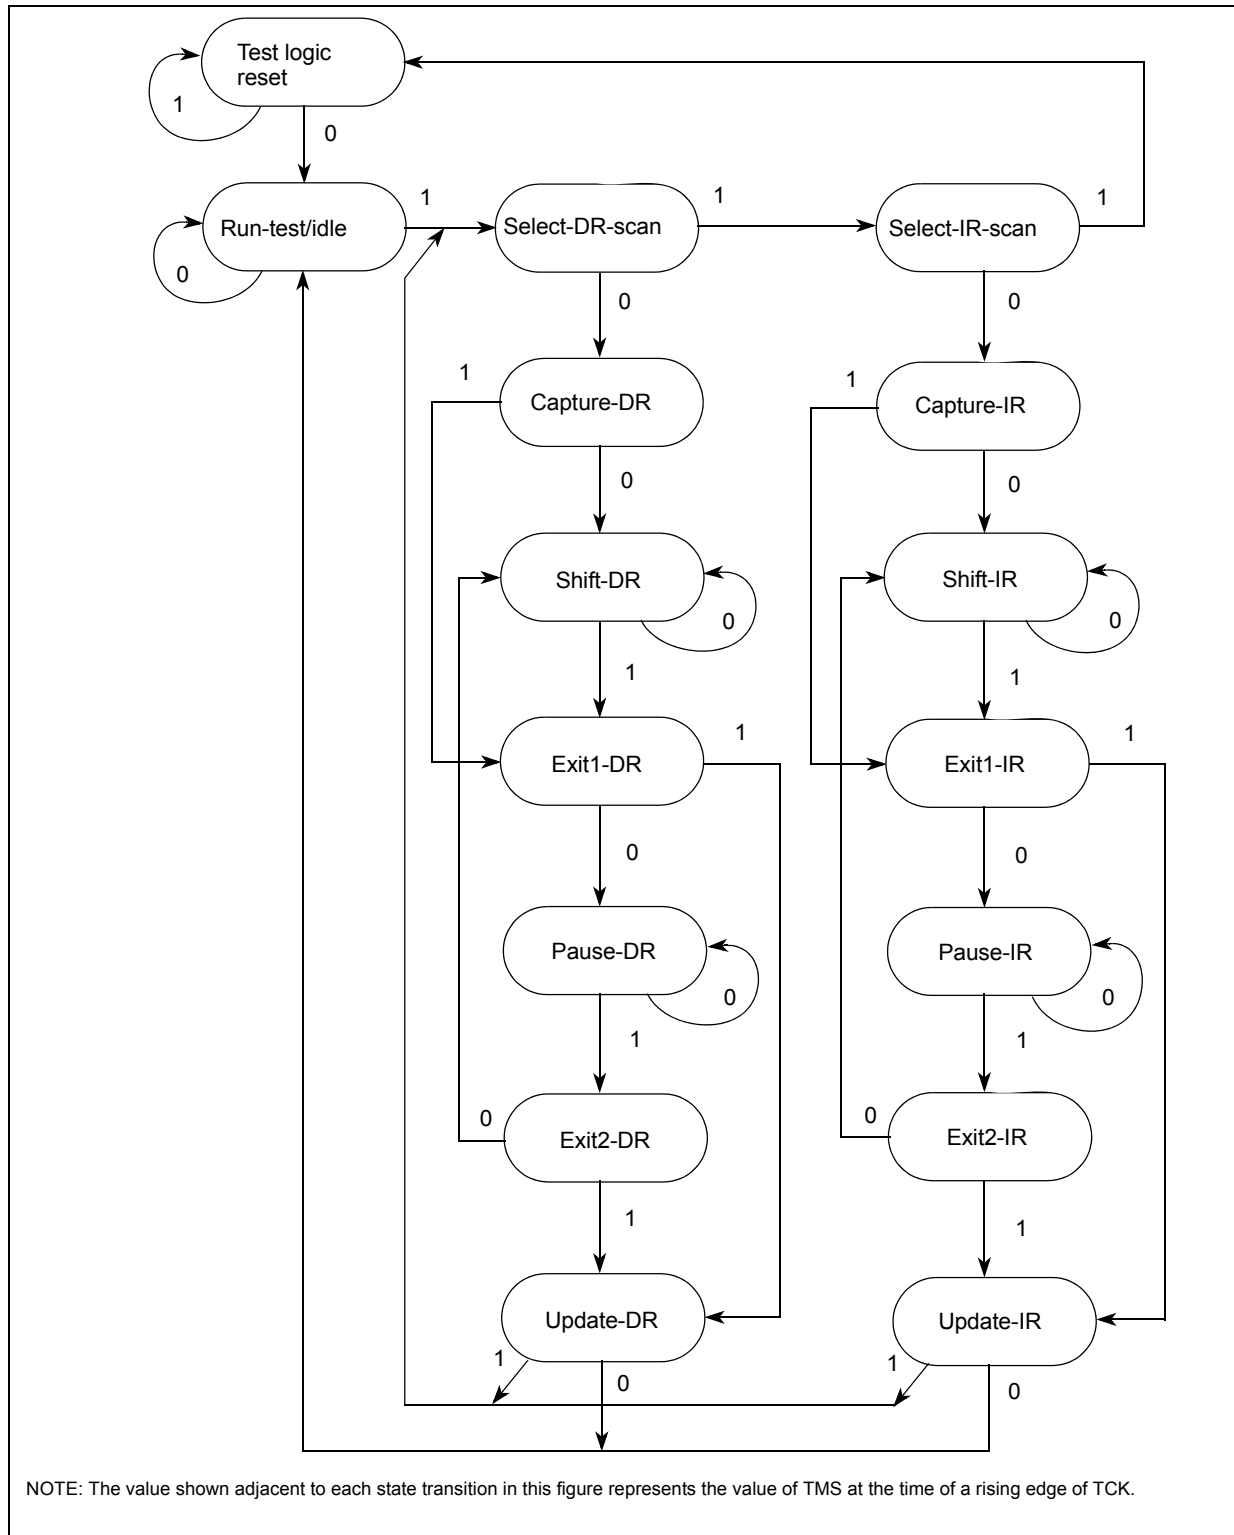 Test logic
reset
1
0
Run-test/idle
1
0
Select-DR-scan
1
Select-IR-scan
1
0
0
1
Capture-DR
1
Capture-IR
0
0
Shift-DR
0
Shift-IR
0
1
1
Exit1-DR
1
Exit1-IR
1
0
0
Pause-DR
0
Pause-IR
0
1
1
0
Exit2-DR
0
Exit2-IR
1
1
Update-DR
Update-IR
1
0
1
0
NOTE: The value shown adjacent to each state transition in this figure represents the value of TMS at the time of a rising edge of TCK.